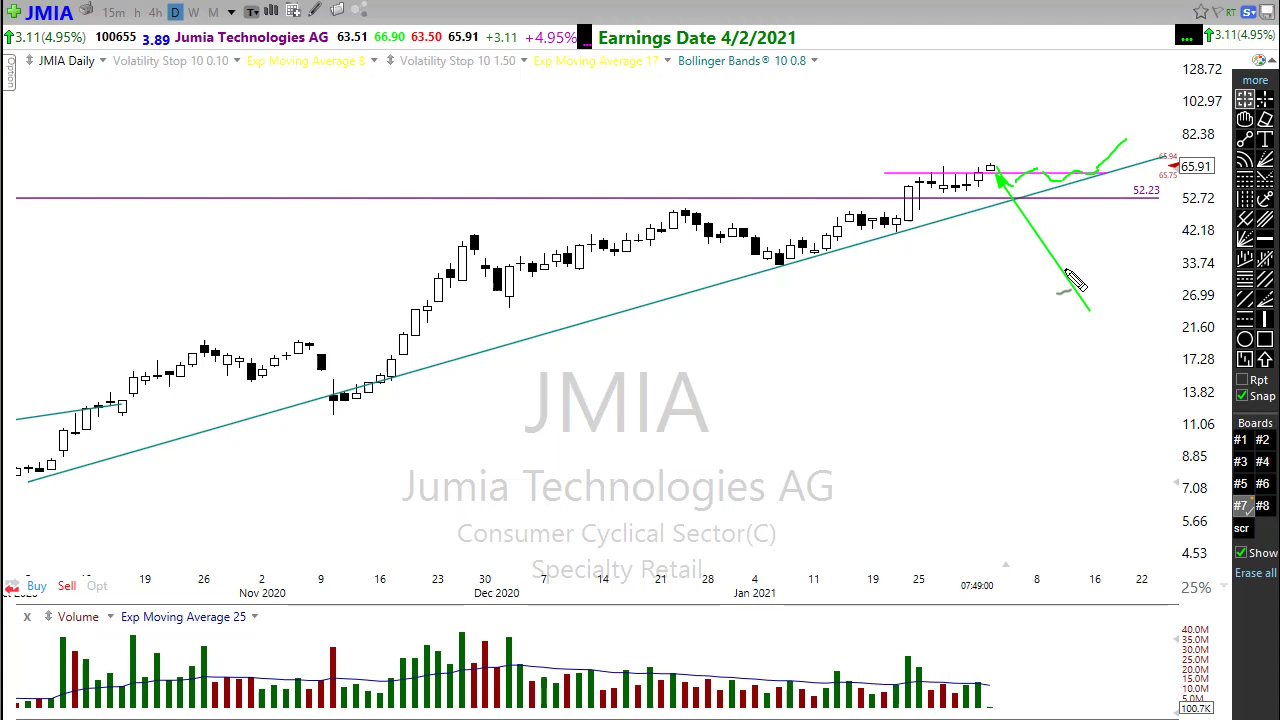 JMIA 15m h 4h D W M T
RT S
3.11(4.95%) 100655 3.89 Jumia Technologies AG 63.51 66.90 63.50 65.91 +3.11 +4.95% ... Earnings Date 4/2/2021 ... 3.11(4.95%)
Option
JMIA Daily Volatility Stop 10 0.10 Exp Moving Average 8 Volatility Stop 10 1.50 Exp Moving Average 17 Bollinger Bands® 10 0.8
128.72
102.97
82.38
65.94
65.91
65.75
52.23
52.72
42.18
33.74
26.99
21.60
17.28
13.82
11.06
8.85
7.08
5.66
4.53
25%
more
Rpt
Snap
Boards
#1 #2
#3 #4
#5 #6
#7 #8
scr
Show
Erase all
JMIA
Jumia Technologies AG
Consumer Cyclical Sector(C)
Specialty Retail
Buy Sell Opt
19 26 2 9 16 23 30 7 14 21 28 4 11 19 25 07:49:00 8 16 22
Nov 2020 Dec 2020 Jan 2021
x Volume Exp Moving Average 25
40.0M
35.0M
30.0M
25.0M
20.0M
15.0M
10.0M
5.0M
100.7K